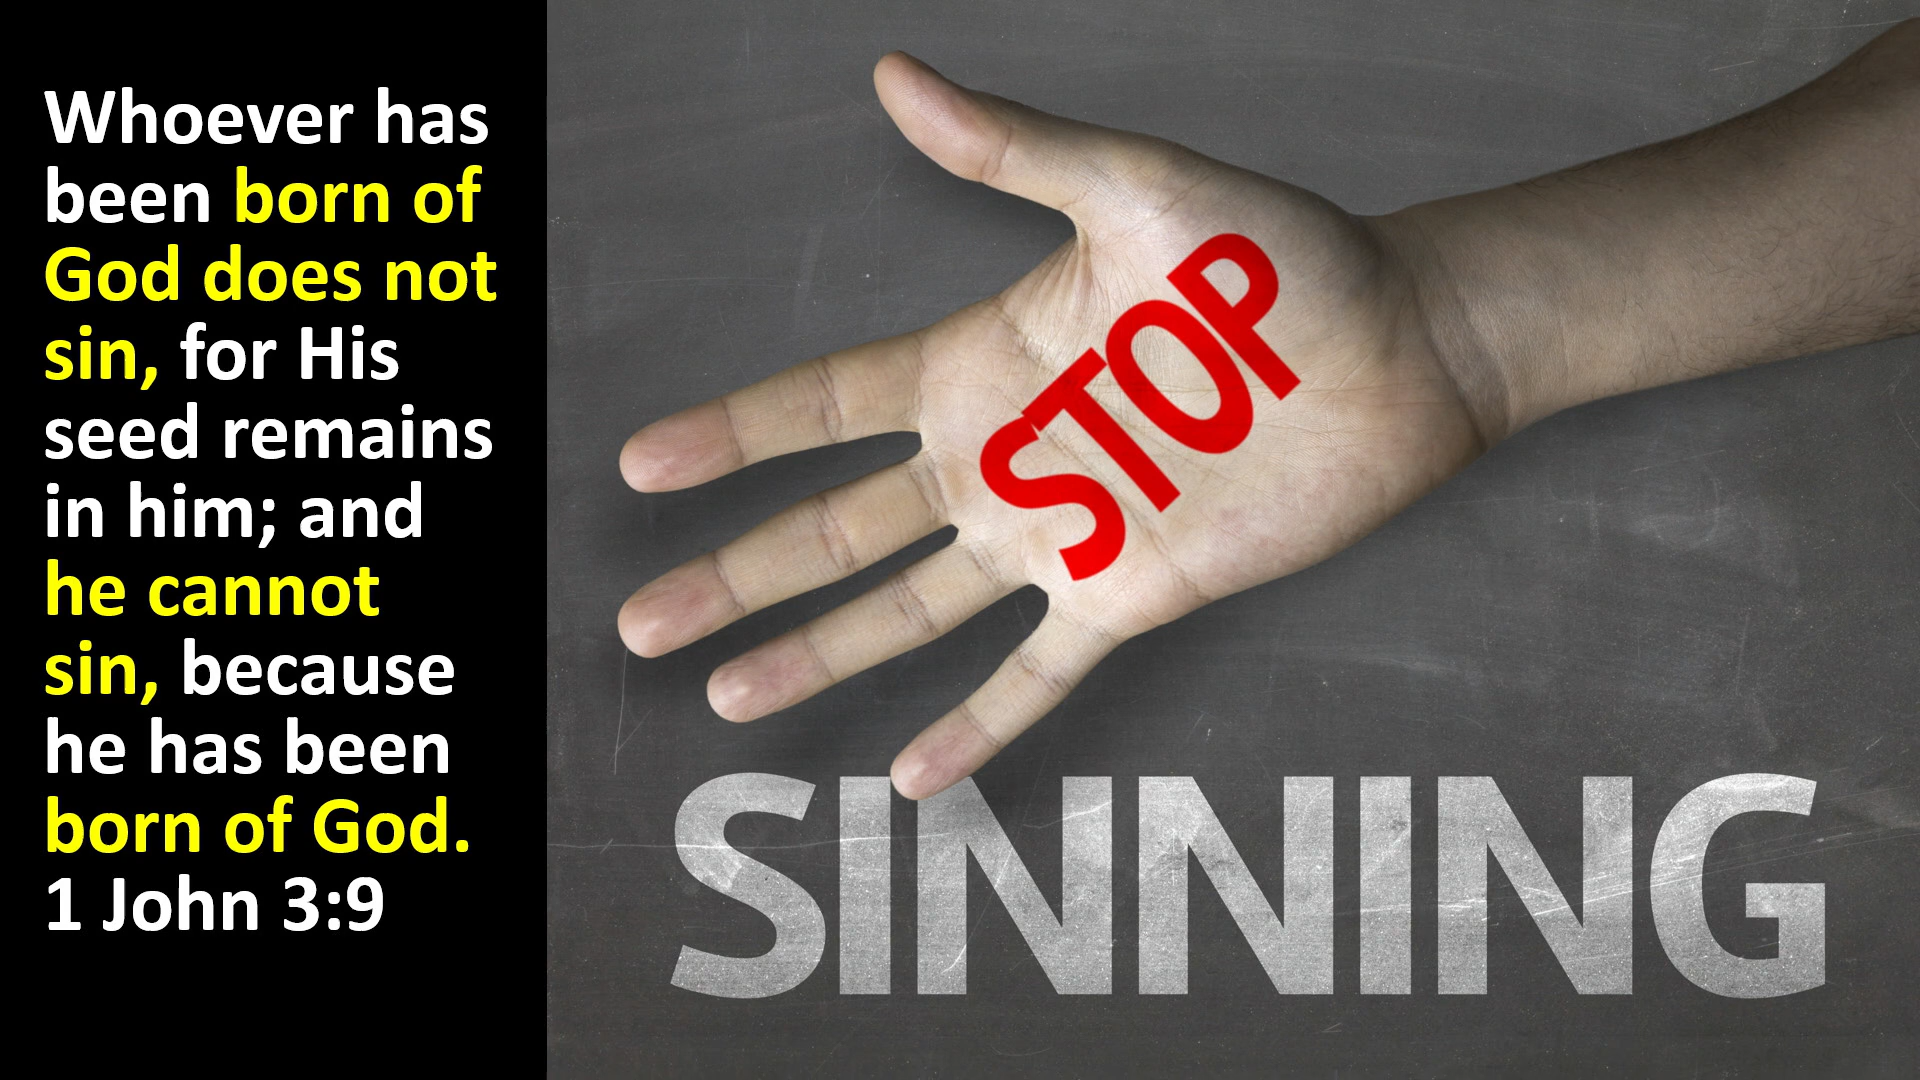 Whoever has
been born of
God does not
sin, for His
seed remains
in him; and
he cannot
sin, because
he has been
born of God.
1 John 3:9
STOP
SINNING